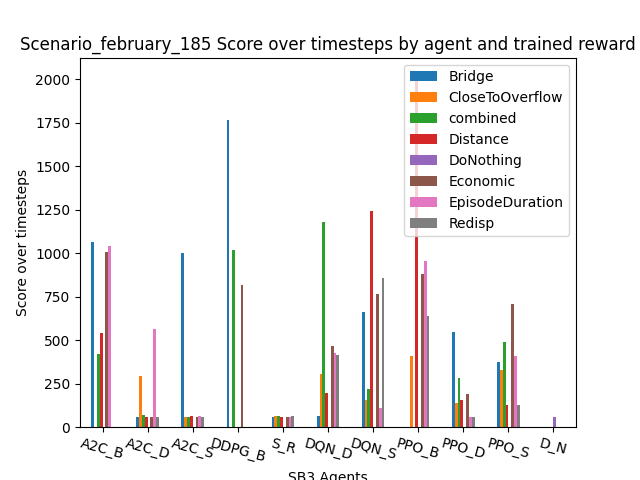 Scenario_february_185 Score over timesteps by agent and trained reward
Score over timesteps
2000
1750
1500
1250
1000
750
500
250
0
Bridge
CloseToOverflow
combined
Distance
DoNothing
Economic
EpisodeDuration
Redisp
A2C_B
A2C_D
A2C_S
DDPG_B
S_R
DQN_D
DQN_S
PPO_B
PPO_D
PPO_S
D_N
SB3 Agents